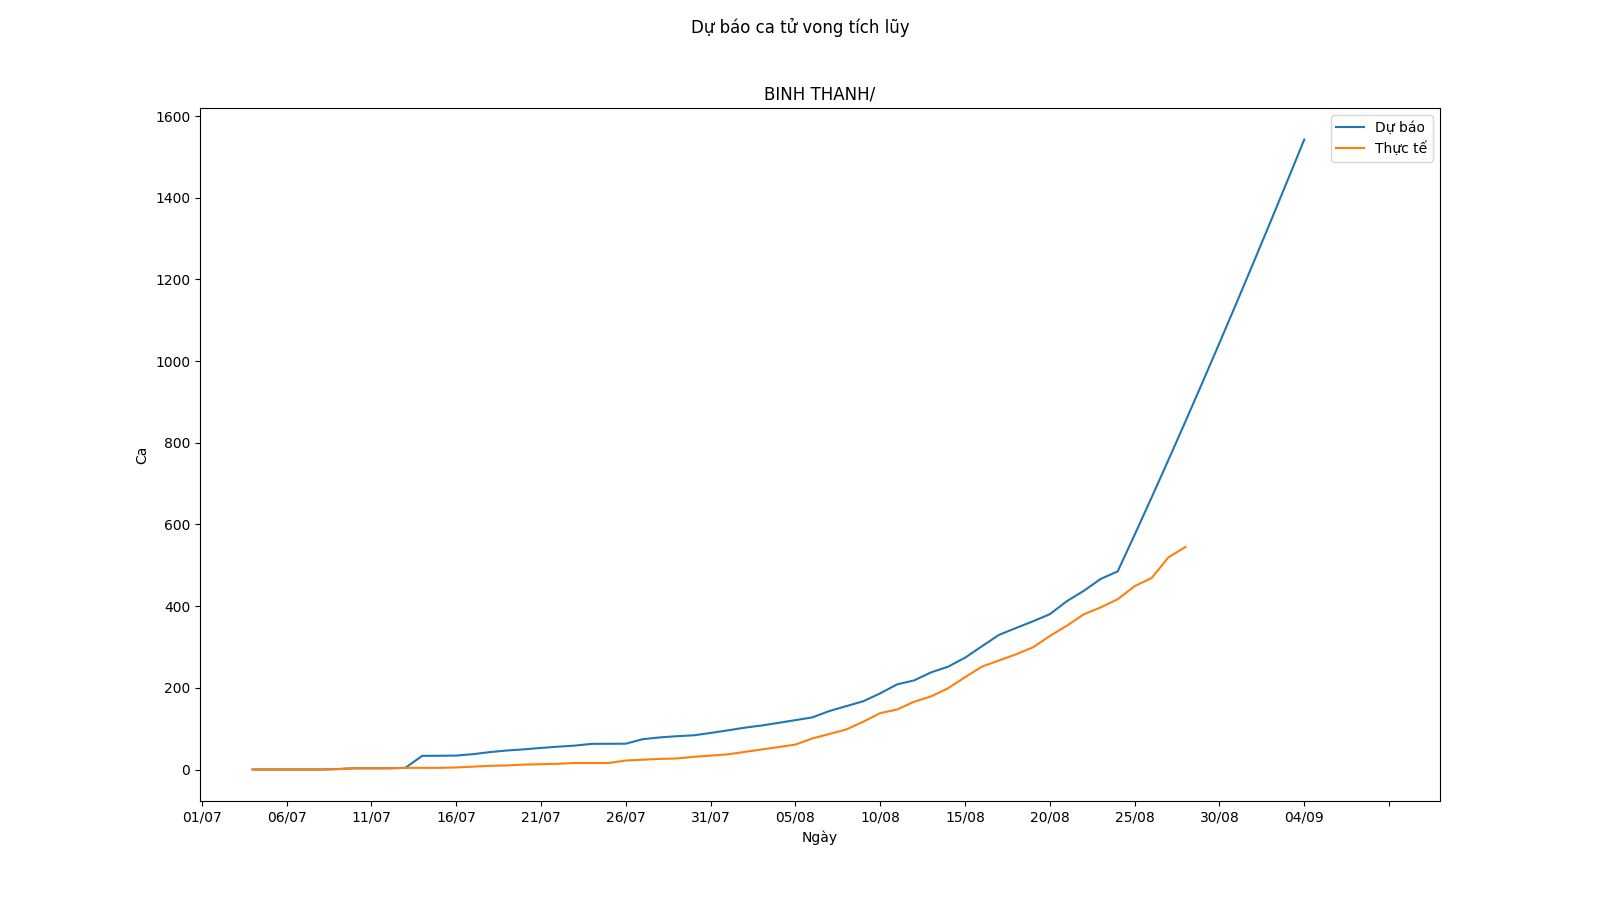 Dự báo ca tử vong tích lũy
BINH THANH/
Dự báo
Thực tế
1600
1400
1200
1000
800
600
400
200
0
Ca
01/07 06/07 11/07 16/07 21/07 26/07 31/07 05/08 10/08 15/08 20/08 25/08 30/08 04/09
Ngày